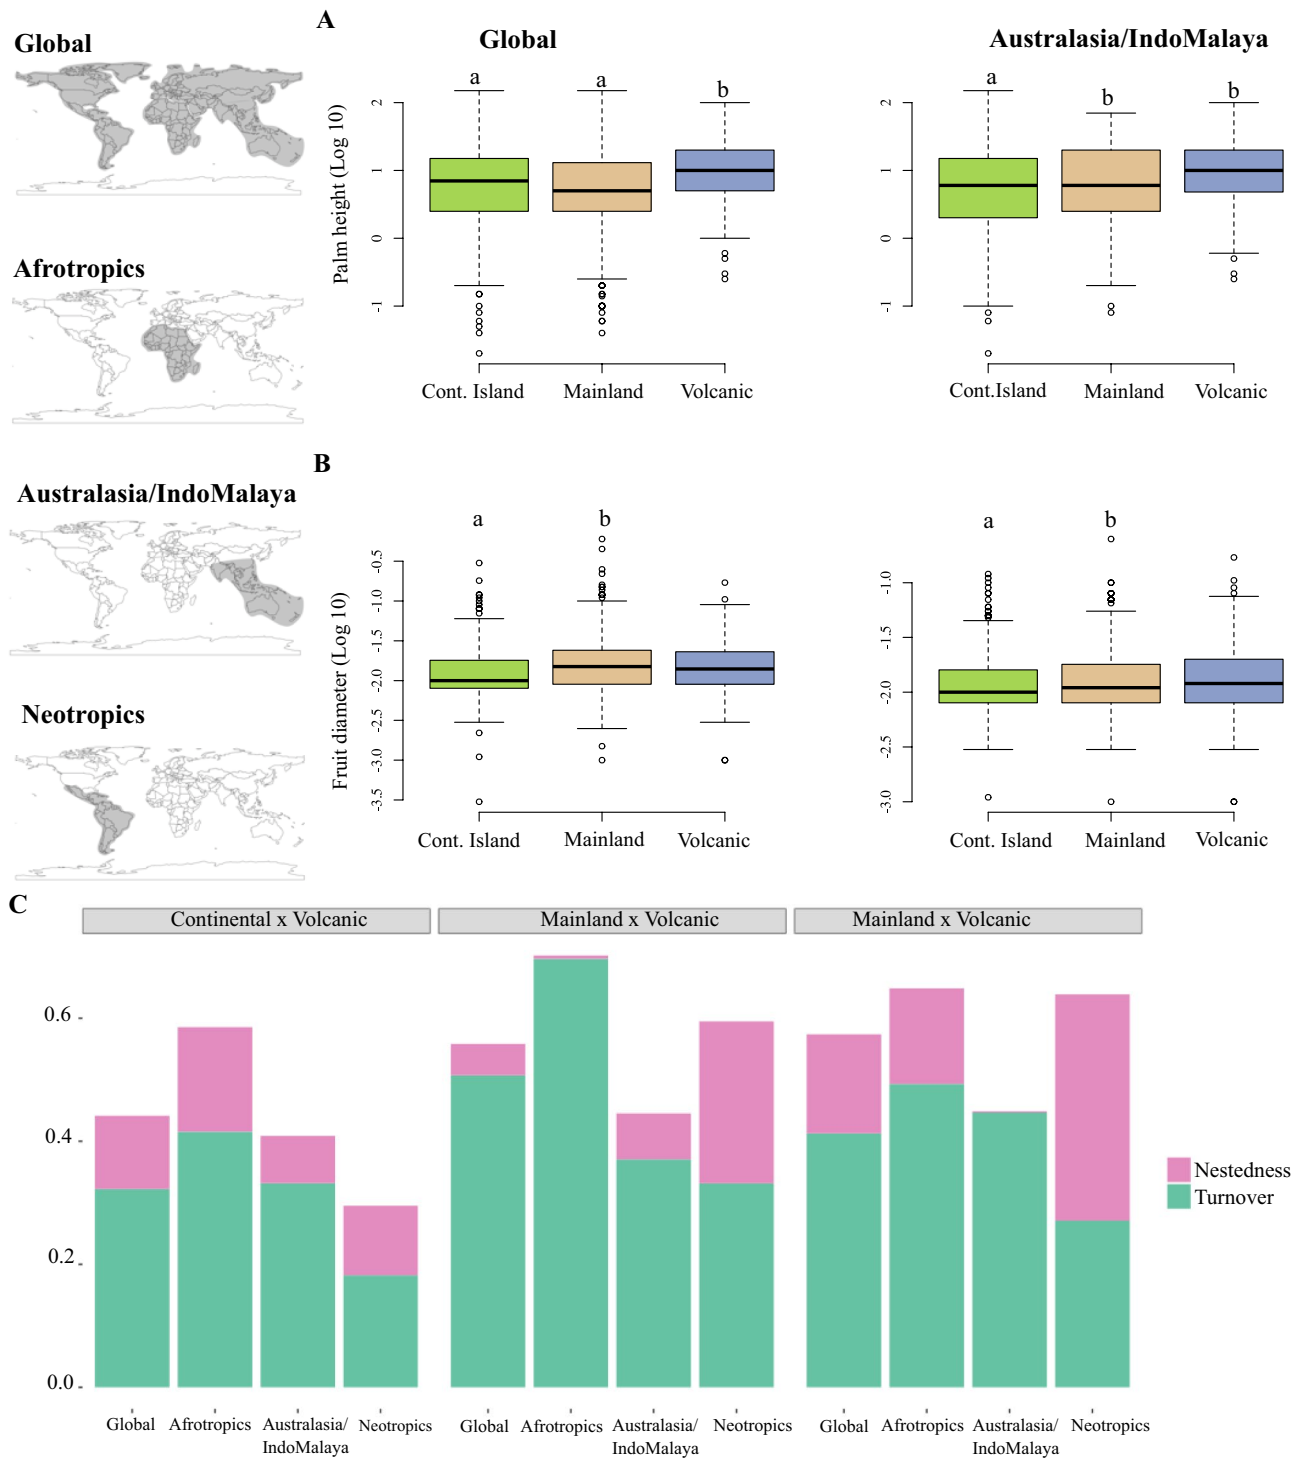 Global
Afrotropics
Australasia/IndoMalaya
Neotropics
A
Global
Australasia/IndoMalaya
Palm height (Log 10)
2
1
0
-1
a
a
b
Cont. Island
Mainland
Volcanic
2
1
0
-1
a
b
b
Cont.Island
Mainland
Volcanic
B
Fruit diameter (Log 10)
-0.5
-1.0
-1.5
-2.0
-2.5
-3.0
-3.5
a
b
Cont. Island
Mainland
Volcanic
-1.0
-1.5
-2.0
-2.5
-3.0
a
b
Cont. Island
Mainland
Volcanic
C
Continental x Volcanic
Mainland x Volcanic
Mainland x Volcanic
0.6
0.4
0.2
0.0
Global
Afrotropics
Australasia/
IndoMalaya
Neotropics
Global
Afrotropics
Australasia/
IndoMalaya
Neotropics
Global
Afrotropics
Australasia/
IndoMalaya
Neotropics
Nestedness
Turnover